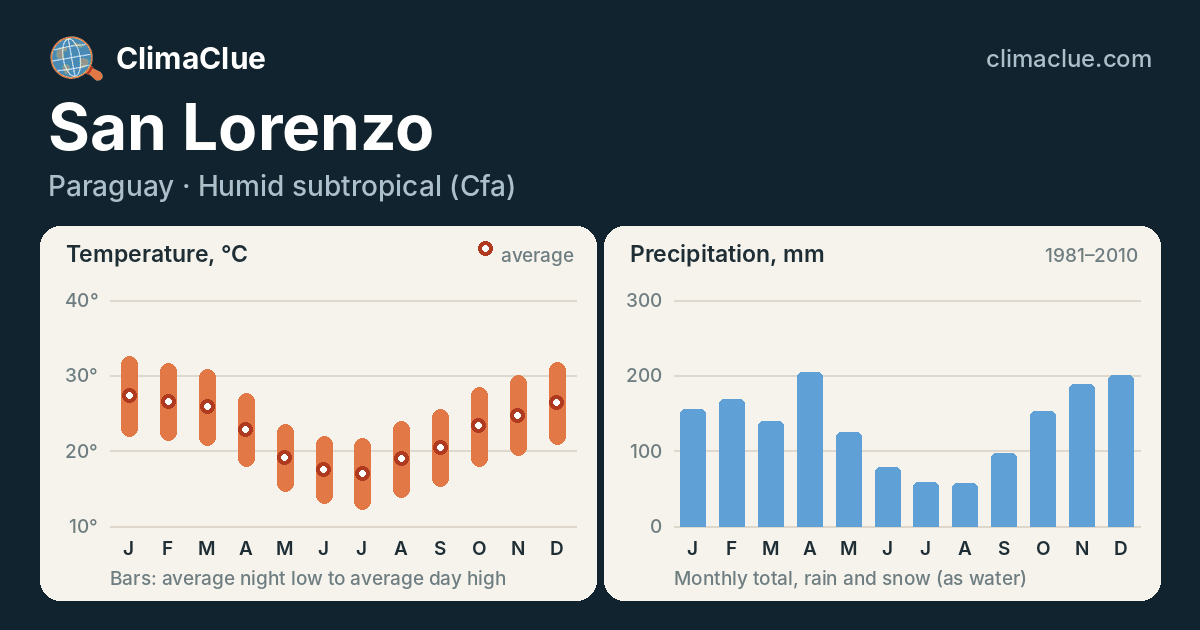 ClimaClue
climaclue.com
San Lorenzo
Paraguay · Humid subtropical (Cfa)
Temperature, °C
average
40°
30°
20°
10°
J F M A M J J A S O N D
Bars: average night low to average day high
Precipitation, mm
1981–2010
300
200
100
0
J F M A M J J A S O N D
Monthly total, rain and snow (as water)